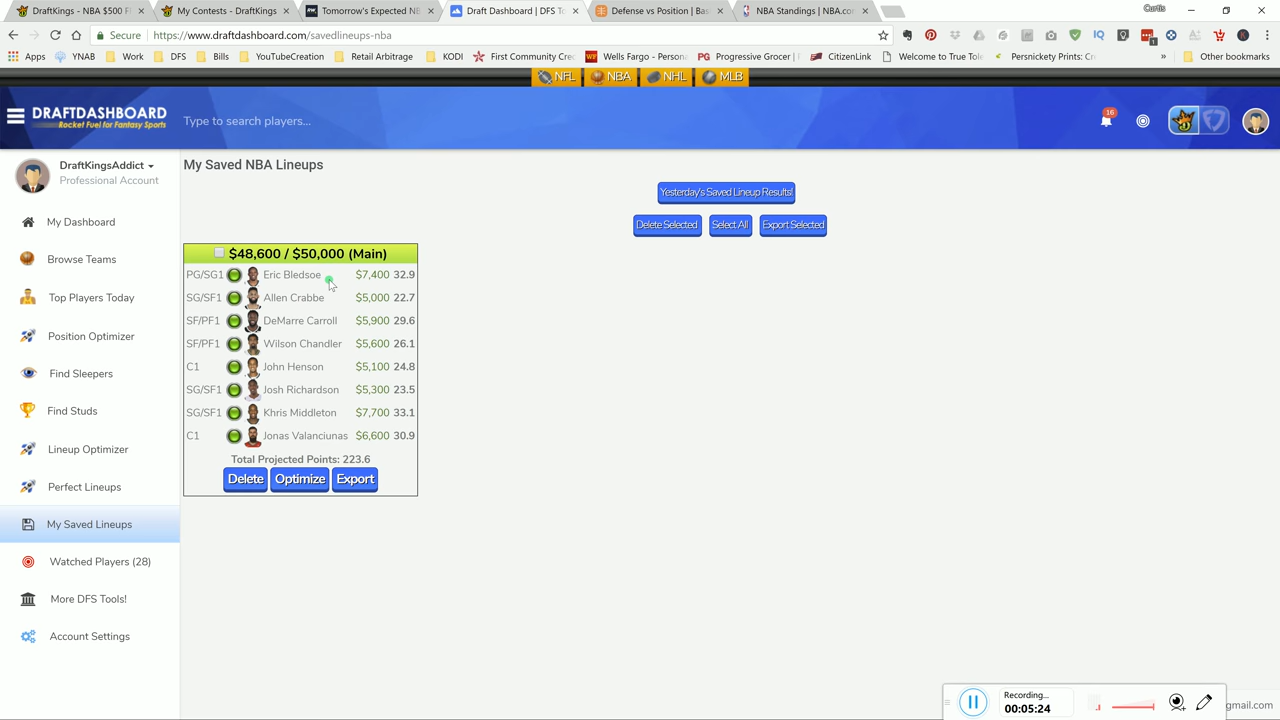 DraftKings - NBA $500 F
My Contests - DraftKings
Tomorrow's Expected NB
Draft Dashboard | DFS To
Defense vs Position | Bas
NBA Standings | NBA.co
Curtis
Secure
https://www.draftdashboard.com/savedlineups-nba
Apps YNAB Work DFS Bills YouTubeCreation Retail Arbitrage KODI First Community Cre Wells Fargo - Persona Progressive Grocer | CitizenLink Welcome to True Tole Persnickety Prints: Cr » Other bookmarks
NFL NBA NHL MLB
DRAFTDASHBOARD
Rocket Fuel for Fantasy Sports
Type to search players...
16
DraftKingsAddict
Professional Account
My Dashboard
Browse Teams
Top Players Today
Position Optimizer
Find Sleepers
Find Studs
Lineup Optimizer
Perfect Lineups
My Saved Lineups
Watched Players (28)
More DFS Tools!
Account Settings
My Saved NBA Lineups
Yesterday's Saved Lineup Results!
Delete Selected Select All Export Selected
$48,600 / $50,000 (Main)
PG/SG1 Eric Bledsoe $7,400 32.9
SG/SF1 Allen Crabbe $5,000 22.7
SF/PF1 DeMarre Carroll $5,900 29.6
SF/PF1 Wilson Chandler $5,600 26.1
C1 John Henson $5,100 24.8
SG/SF1 Josh Richardson $5,300 23.5
SG/SF1 Khris Middleton $7,700 33.1
C1 Jonas Valanciunas $6,600 30.9
Total Projected Points: 223.6
Delete Optimize Export
Recording...
00:05:24
gmail.com